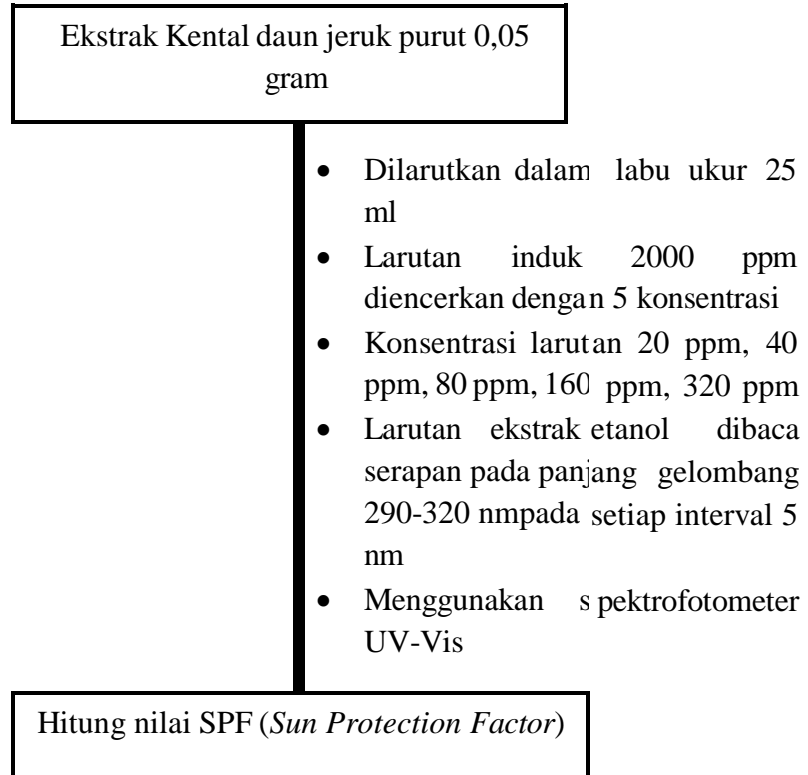 Ekstrak Kental daun jeruk purut 0,05
gram
• Dilarutkan dalam labu ukur 25
ml
• Larutan induk 2000 ppm
diencerkan dengan 5 konsentrasi
• Konsentrasi larutan 20 ppm, 40
ppm, 80 ppm, 160 ppm, 320 ppm
• Larutan ekstrak etanol dibaca
serapan pada panjang gelombang
290-320 nmpada setiap interval 5
nm
• Menggunakan s pektrofotometer
UV-Vis
Hitung nilai SPF (Sun Protection Factor)